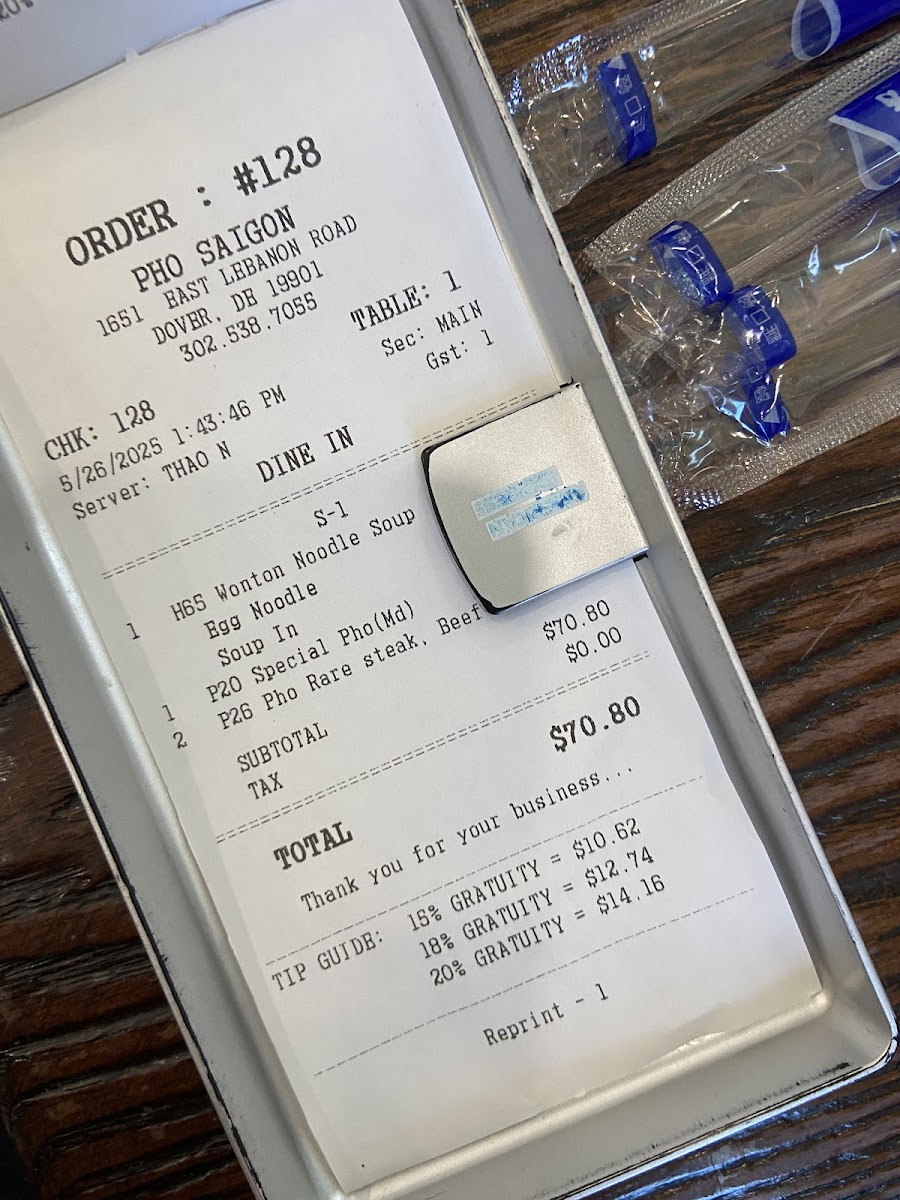 ORDER : #128
PHO SAIGON
1651 EAST LEBANON ROAD
DOVER, DE 19901
302.538.7055
TABLE: 1
Sec: MAIN
Gst: 1
CHK: 128
5/26/2025 1:43:46 PM
Server: THAO N
DINE IN
S-1
1 H65 Wonton Noodle Soup
Egg Noodle
Soup In
1 P20 Special Pho(Md)
2 P26 Pho Rare steak, Beef
SUBTOTAL $70.80
TAX $0.00
TOTAL $70.80
Thank you for your business...
TIP GUIDE: 15% GRATUITY = $10.62
18% GRATUITY = $12.74
20% GRATUITY = $14.16
Reprint - 1